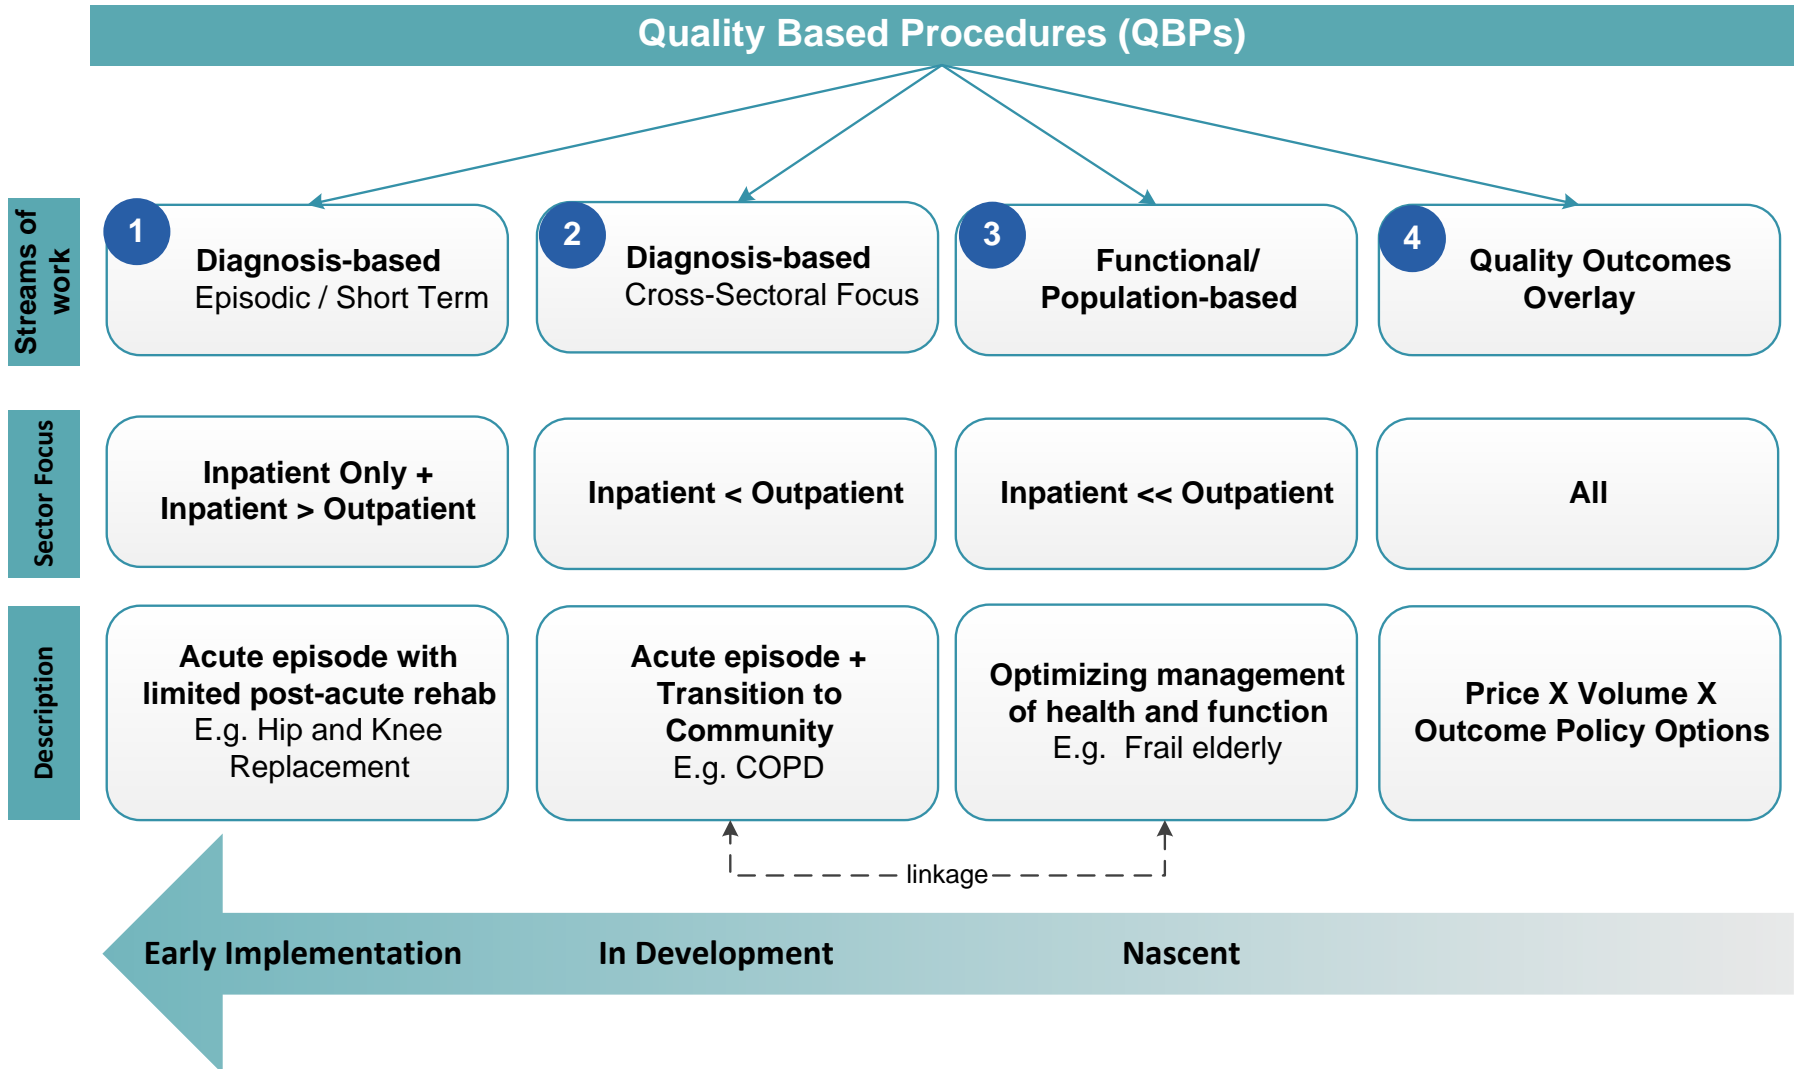 Quality Based Procedures (QBPs)
Streams of
work
1
Diagnosis-based
Episodic / Short Term
2
Diagnosis-based
Cross-Sectoral Focus
3
Functional/
Population-based
4
Quality Outcomes
Overlay
Sector Focus
Inpatient Only +
Inpatient > Outpatient
Inpatient < Outpatient
Inpatient << Outpatient
All
Description
Acute episode with
limited post-acute rehab
E.g. Hip and Knee
Replacement
Acute episode +
Transition to
Community
E.g. COPD
Optimizing management
of health and function
E.g. Frail elderly
Price X Volume X
Outcome Policy Options
linkage
Early Implementation
In Development
Nascent